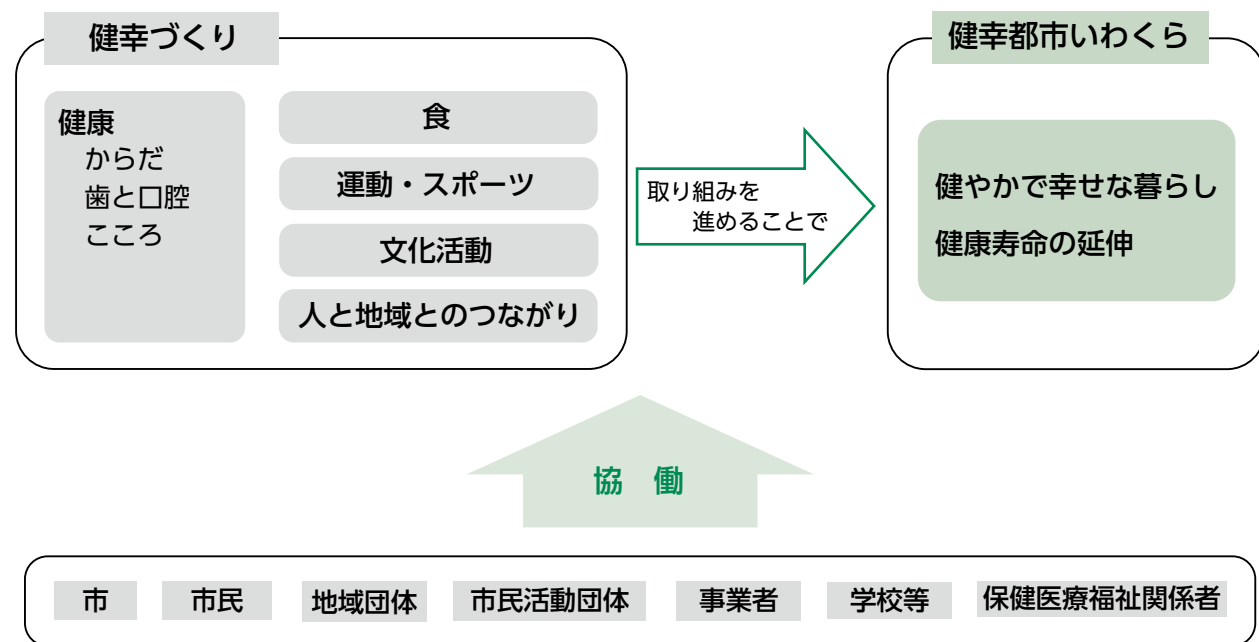 健幸づくり
健康
からだ
歯と口腔
こころ
食
運動・スポーツ
文化活動
人と地域とのつながり
取り組みを
進めることで
健幸都市いわくら
健やかで幸せな暮らし
健康寿命の延伸
協　働
市
市民
地域団体
市民活動団体
事業者
学校等
保健医療福祉関係者